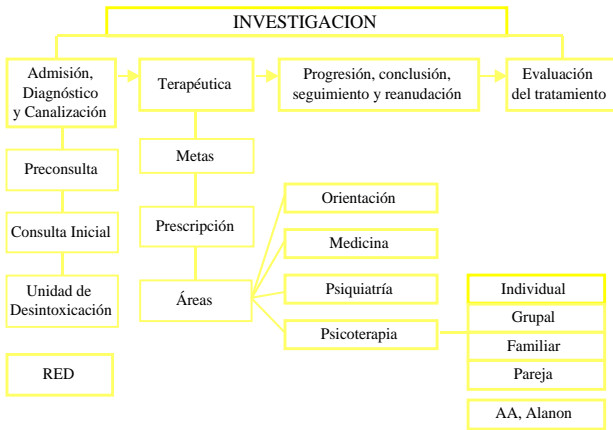 INVESTIGACION
Admisión,
Diagnóstico
y Canalización
Terapéutica
Progresión, conclusión,
seguimiento y reanudación
Evaluación
del tratamiento
Preconsulta
Metas
Consulta Inicial
Prescripción
Unidad de
Desintoxicación
Áreas
Orientación
Medicina
Psiquiatría
Psicoterapia
Individual
Grupal
Familiar
Pareja
RED
AA, Alanon